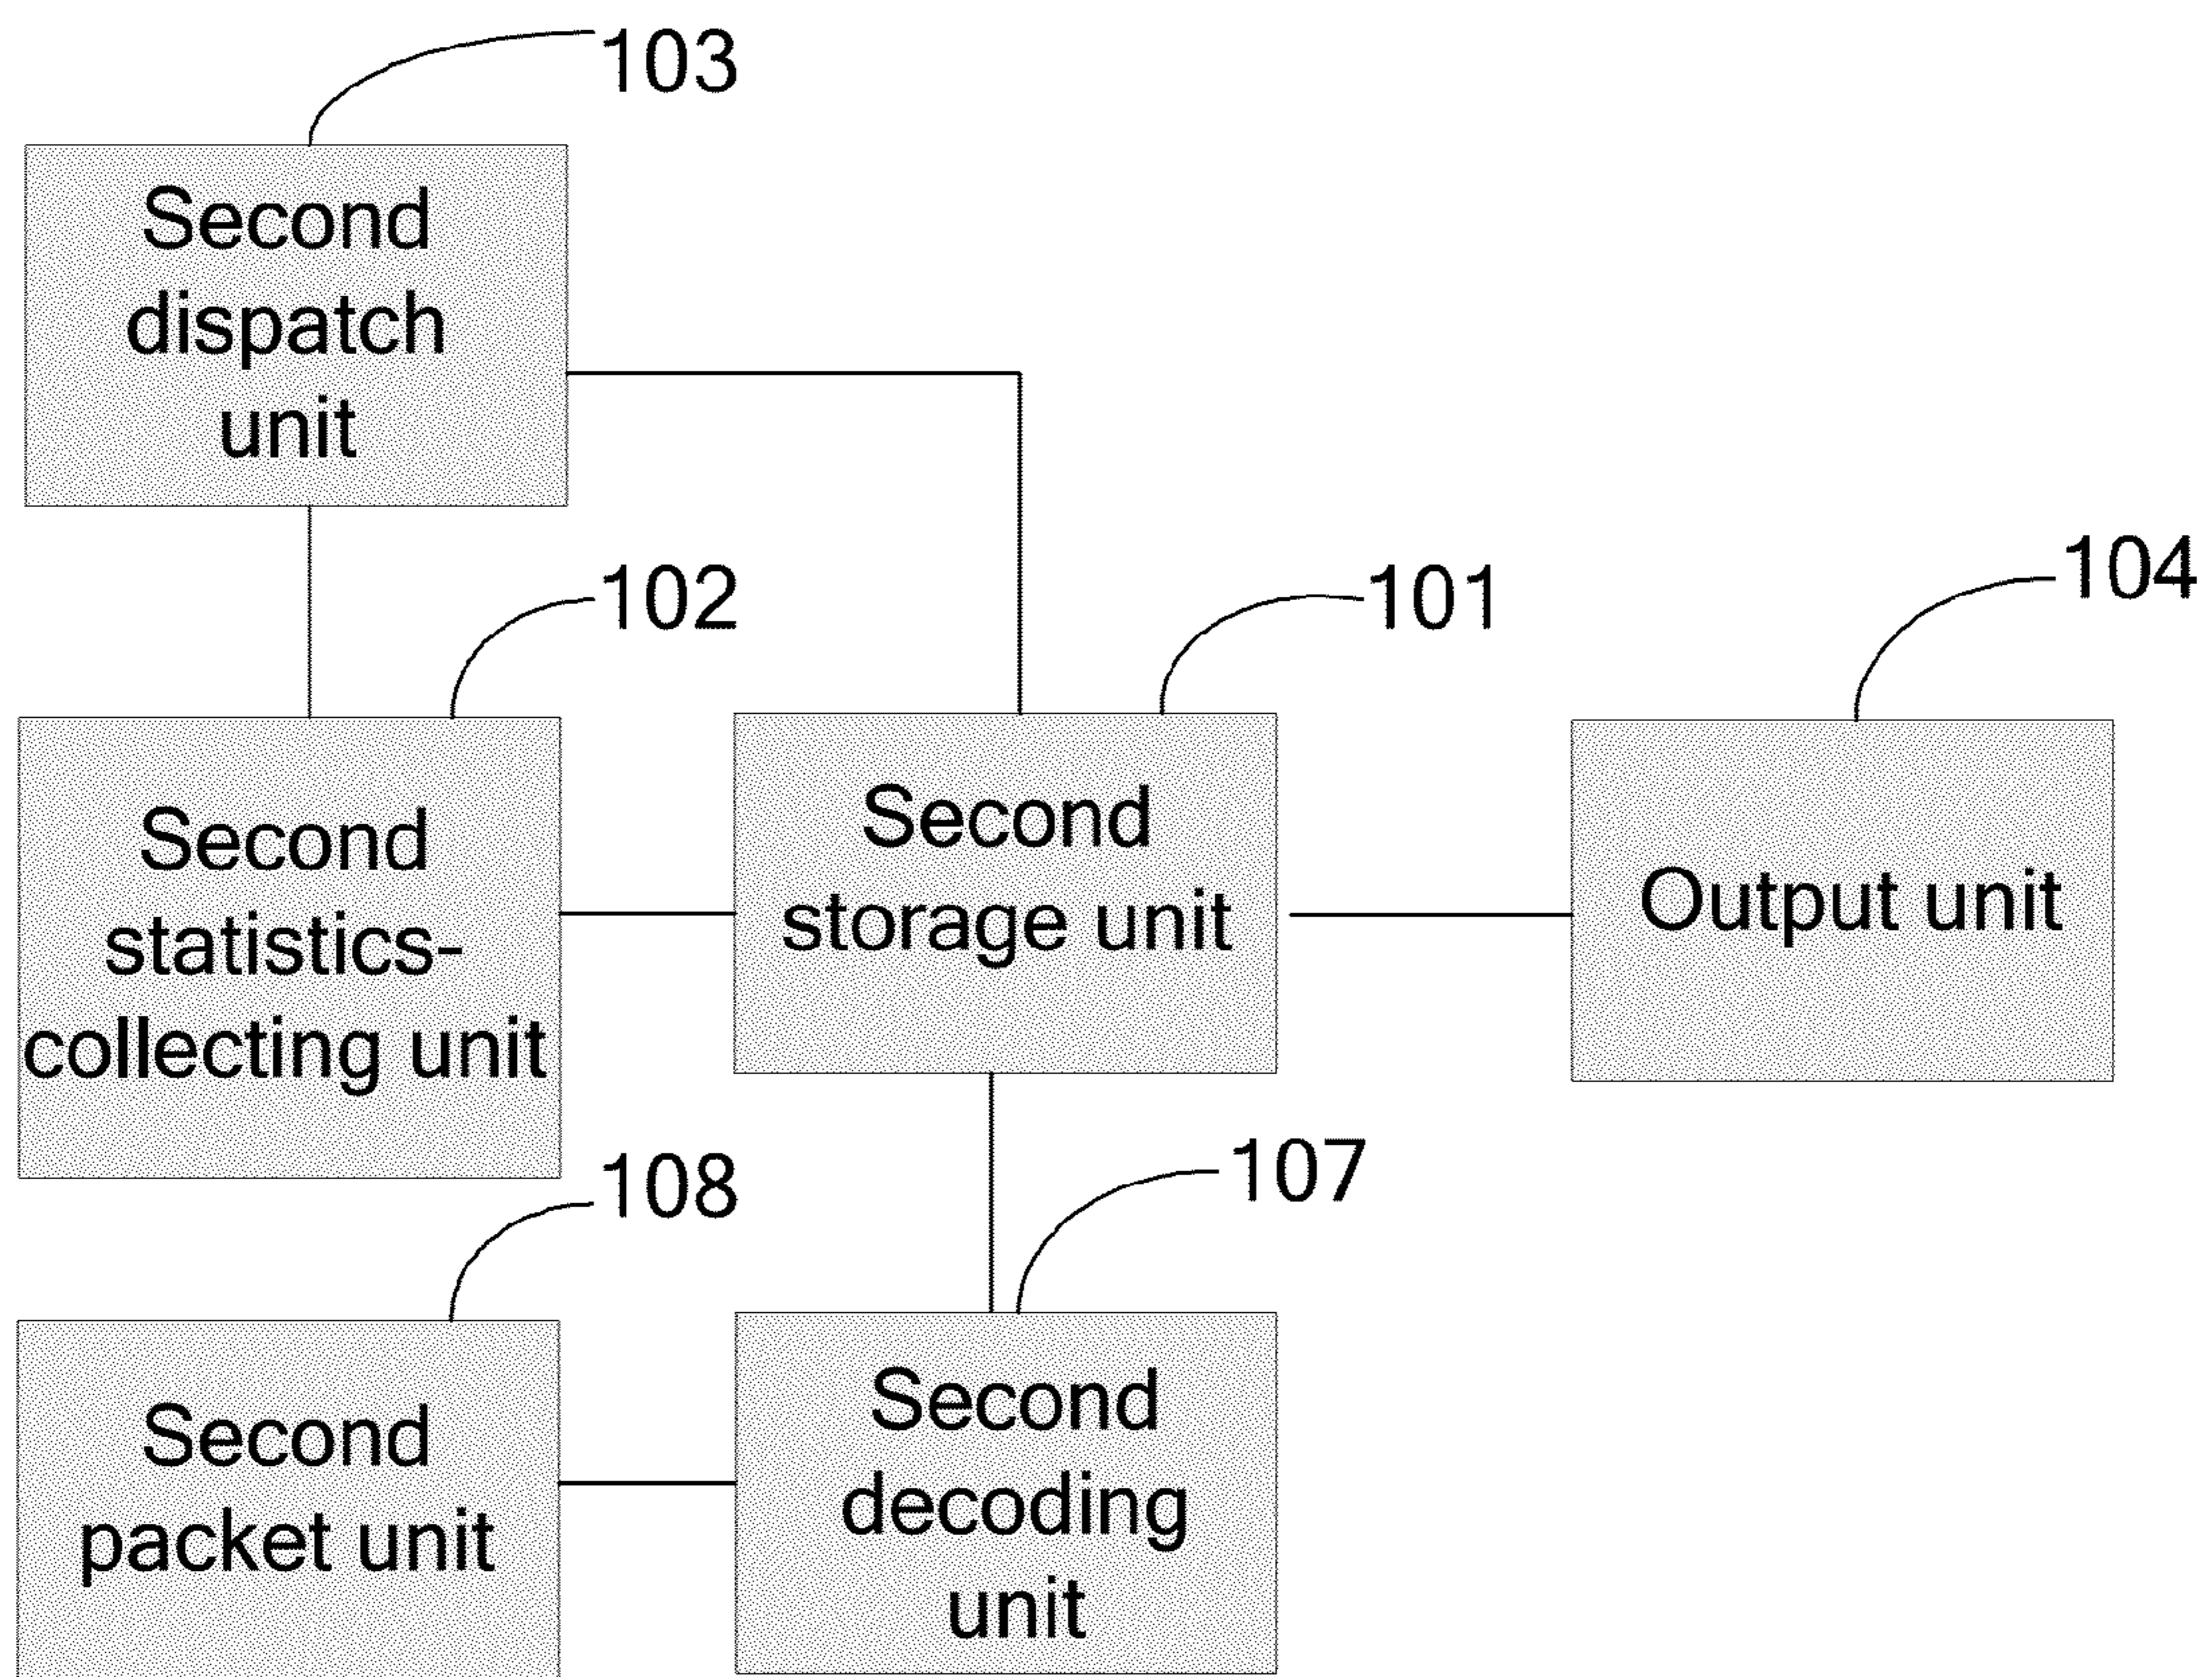 103
Second
dispatch
unit
102
101
104
Second
statistics-
collecting unit
Second
storage unit
Output unit
108
107
Second
packet unit
Second
decoding
unit